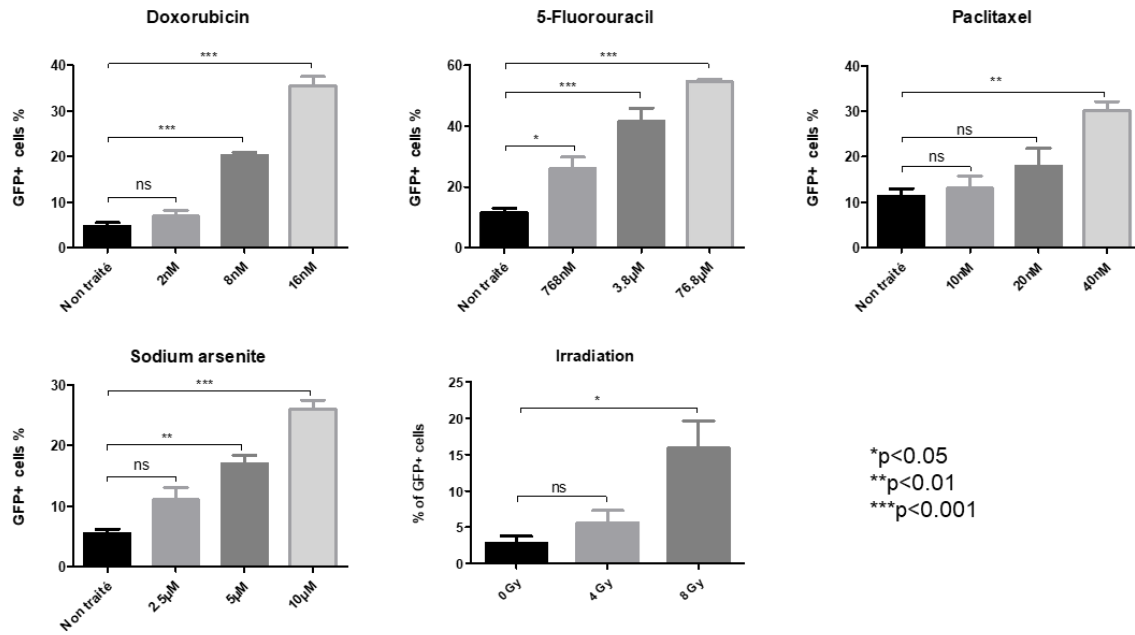 Doxorubicin
***
***
ns
GFP+ cells %
40
30
20
10
0
Non traité
2nM
8nM
16nM
5-Fluorouracil
***
***
*
GFP+ cells %
60
40
20
0
Non traité
768nM
3.8µM
76.8µM
Paclitaxel
**
ns
ns
GFP+ cells %
40
30
20
10
0
Non traité
10nM
20nM
40nM
Sodium arsenite
***
**
ns
GFP+ cells %
30
20
10
0
Non traité
2.5µM
5µM
10µM
Irradiation
*
ns
% of GFP+ cells
25
20
15
10
5
0
0 Gy
4 Gy
8 Gy
*p<0.05
**p<0.01
***p<0.001